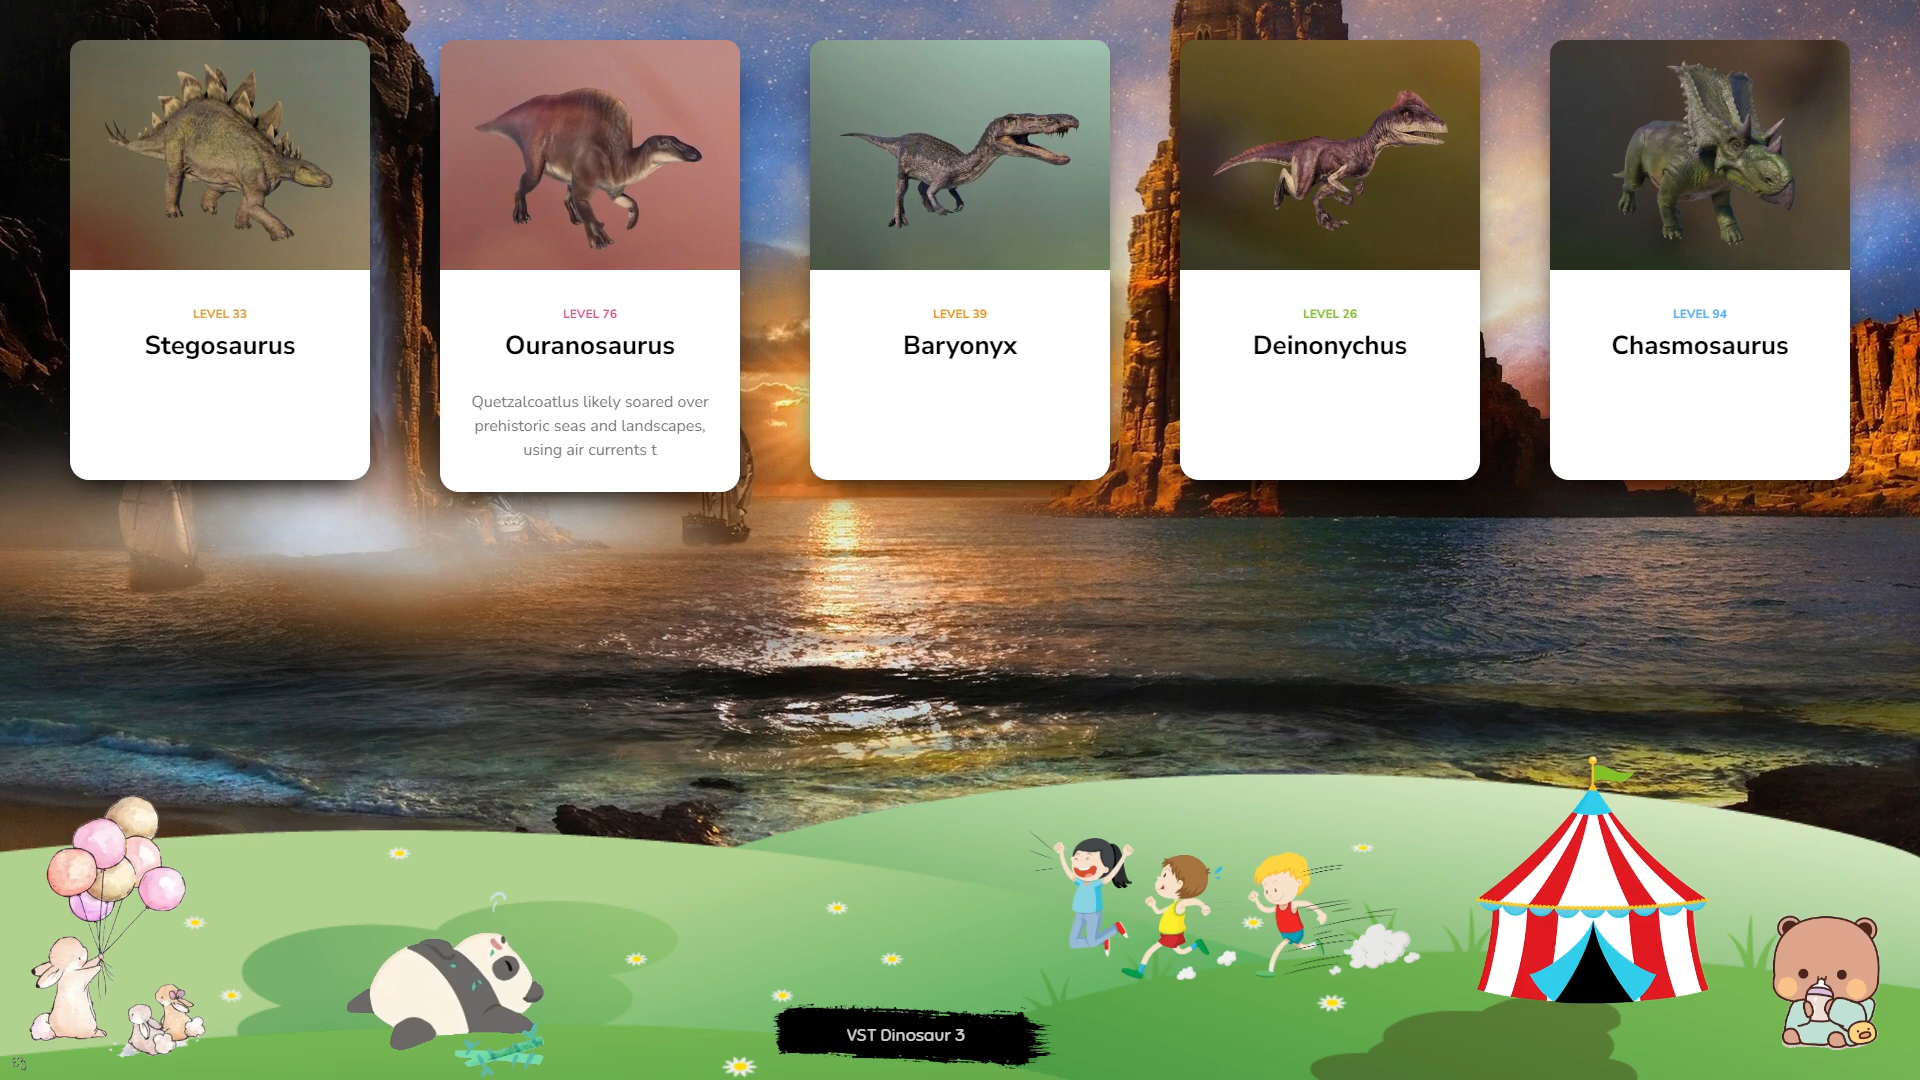 LEVEL 33
Stegosaurus
LEVEL 76
Ouranosaurus
Quetzalcoatlus likely soared over
prehistoric seas and landscapes,
using air currents t
LEVEL 39
Baryonyx
LEVEL 26
Deinonychus
LEVEL 94
Chasmosaurus
VST Dinosaur 3